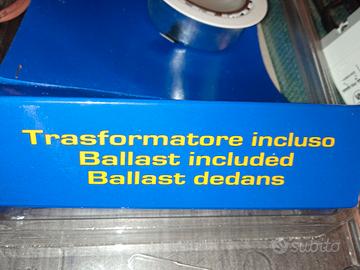 Trasformatore incluso
Ballast included
Ballast dedans
subito